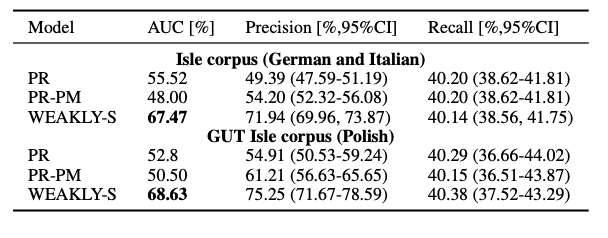 Model AUC [%] Precision [%,95%CI] Recall [%,95%CI]
Isle corpus (German and Italian)
PR 55.52 49.39 (47.59-51.19) 40.20 (38.62-41.81)
PR-PM 48.00 54.20 (52.32-56.08) 40.20 (38.62-41.81)
WEAKLY-S 67.47 71.94 (69.96, 73.87) 40.14 (38.56, 41.75)
GUT Isle corpus (Polish)
PR 52.8 54.91 (50.53-59.24) 40.29 (36.66-44.02)
PR-PM 50.50 61.21 (56.63-65.65) 40.15 (36.51-43.87)
WEAKLY-S 68.63 75.25 (71.67-78.59) 40.38 (37.52-43.29)